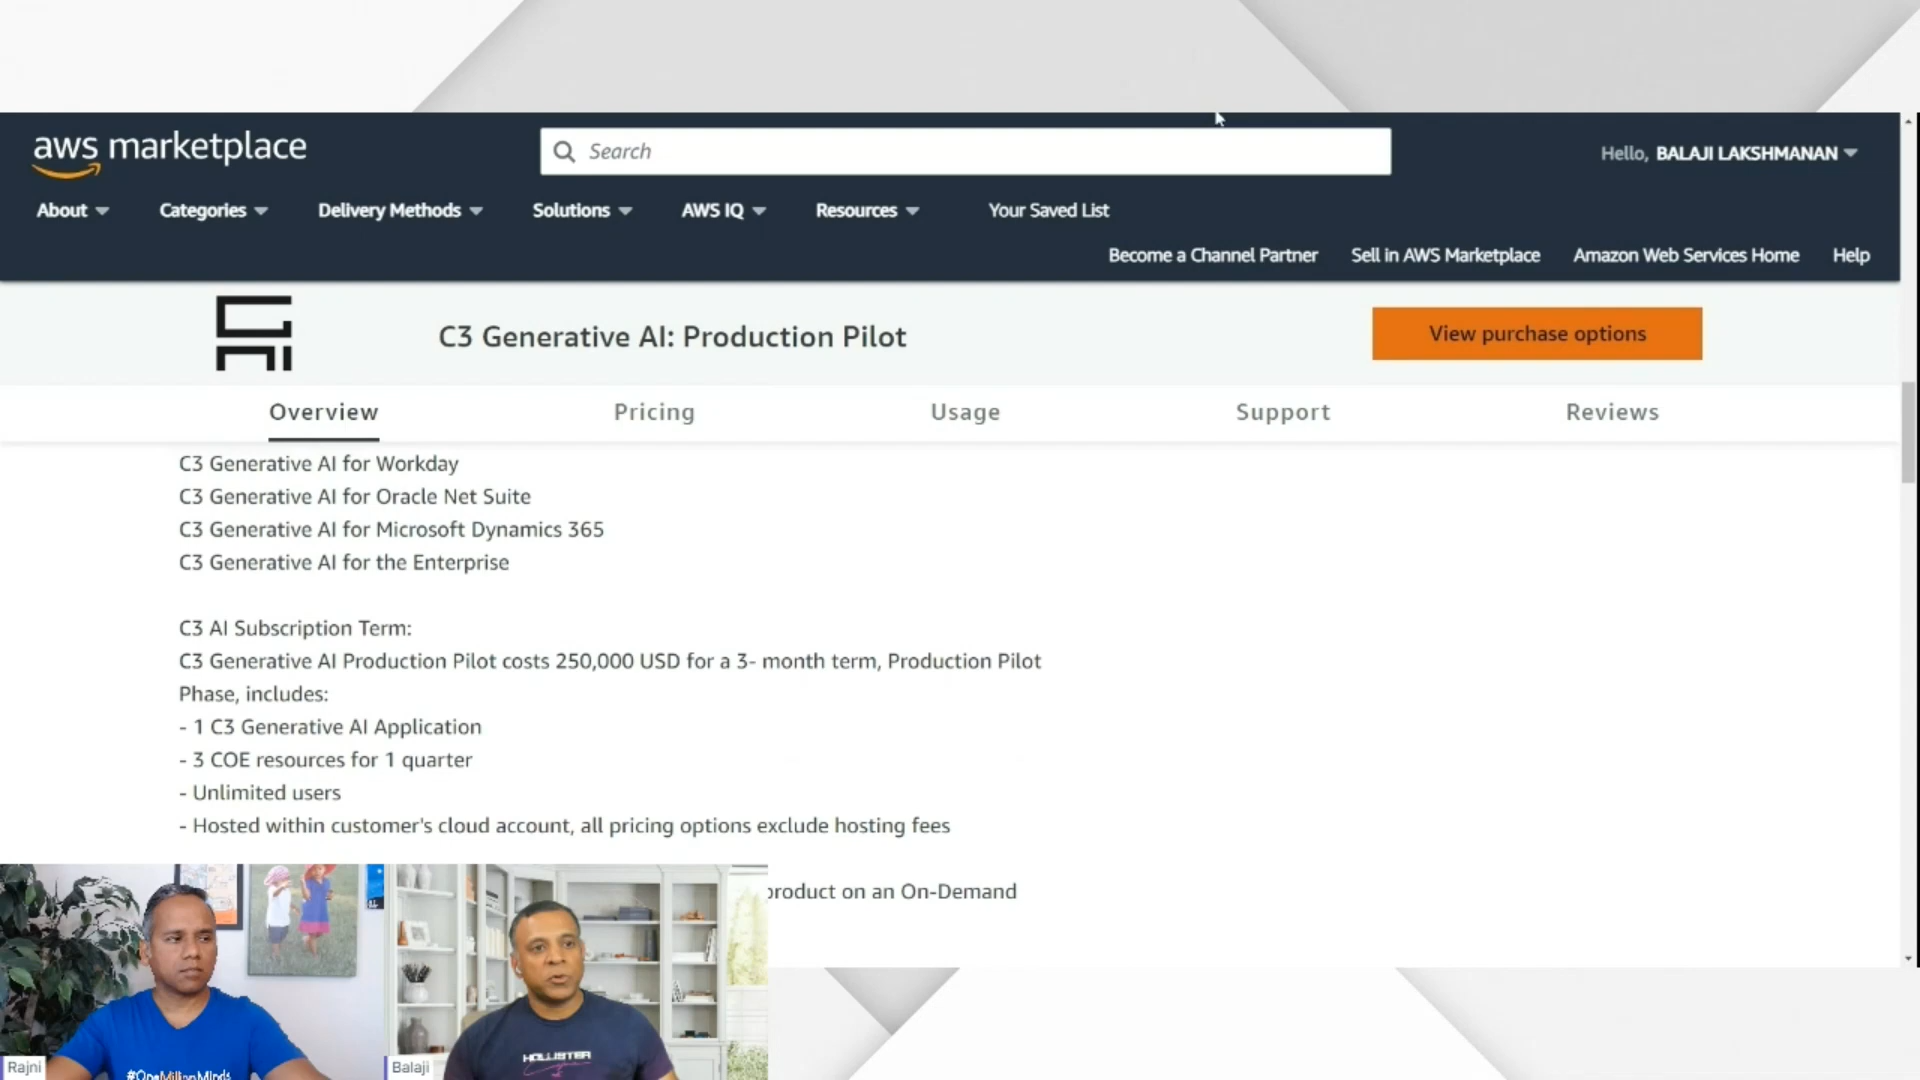 aws marketplace
Search
Hello, BALAJI LAKSHMANAN
About
Categories
Delivery Methods
Solutions
AWS IQ
Resources
Your Saved List
Become a Channel Partner
Sell in AWS Marketplace
Amazon Web Services Home
Help
C3 Generative AI: Production Pilot
View purchase options
Overview
Pricing
Usage
Support
Reviews
C3 Generative AI for Workday
C3 Generative AI for Oracle Net Suite
C3 Generative AI for Microsoft Dynamics 365
C3 Generative AI for the Enterprise
C3 AI Subscription Term:
C3 Generative AI Production Pilot costs 250,000 USD for a 3- month term, Production Pilot
Phase, includes:
- 1 C3 Generative AI Application
- 3 COE resources for 1 quarter
- Unlimited users
- Hosted within customer's cloud account, all pricing options exclude hosting fees
product on an On-Demand
Rajni
#OneMillionMinds
Balaji
HOLLISTER